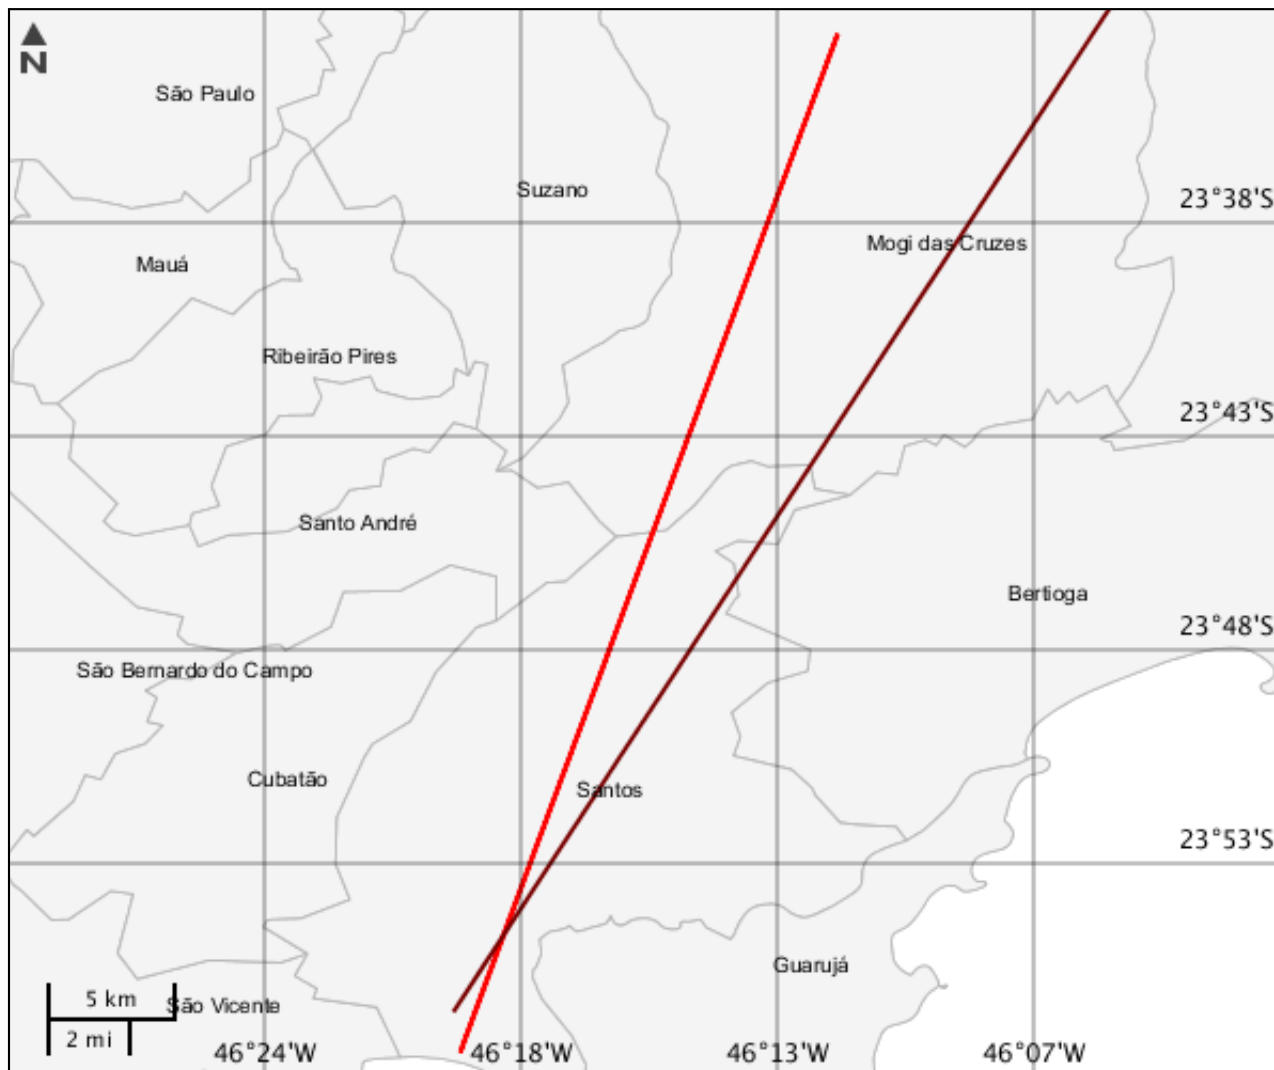 N
São Paulo
Suzano
23°38'S
Mogi das Cruzes
Mauá
Ribeirão Pires
23°43'S
Santo André
Bertioga
23°48'S
São Bernardo do Campo
Cubatão
Santos
23°53'S
Guarujá
5 km
São Vicente
2 mi
46°24'W
46°18'W
46°13'W
46°07'W